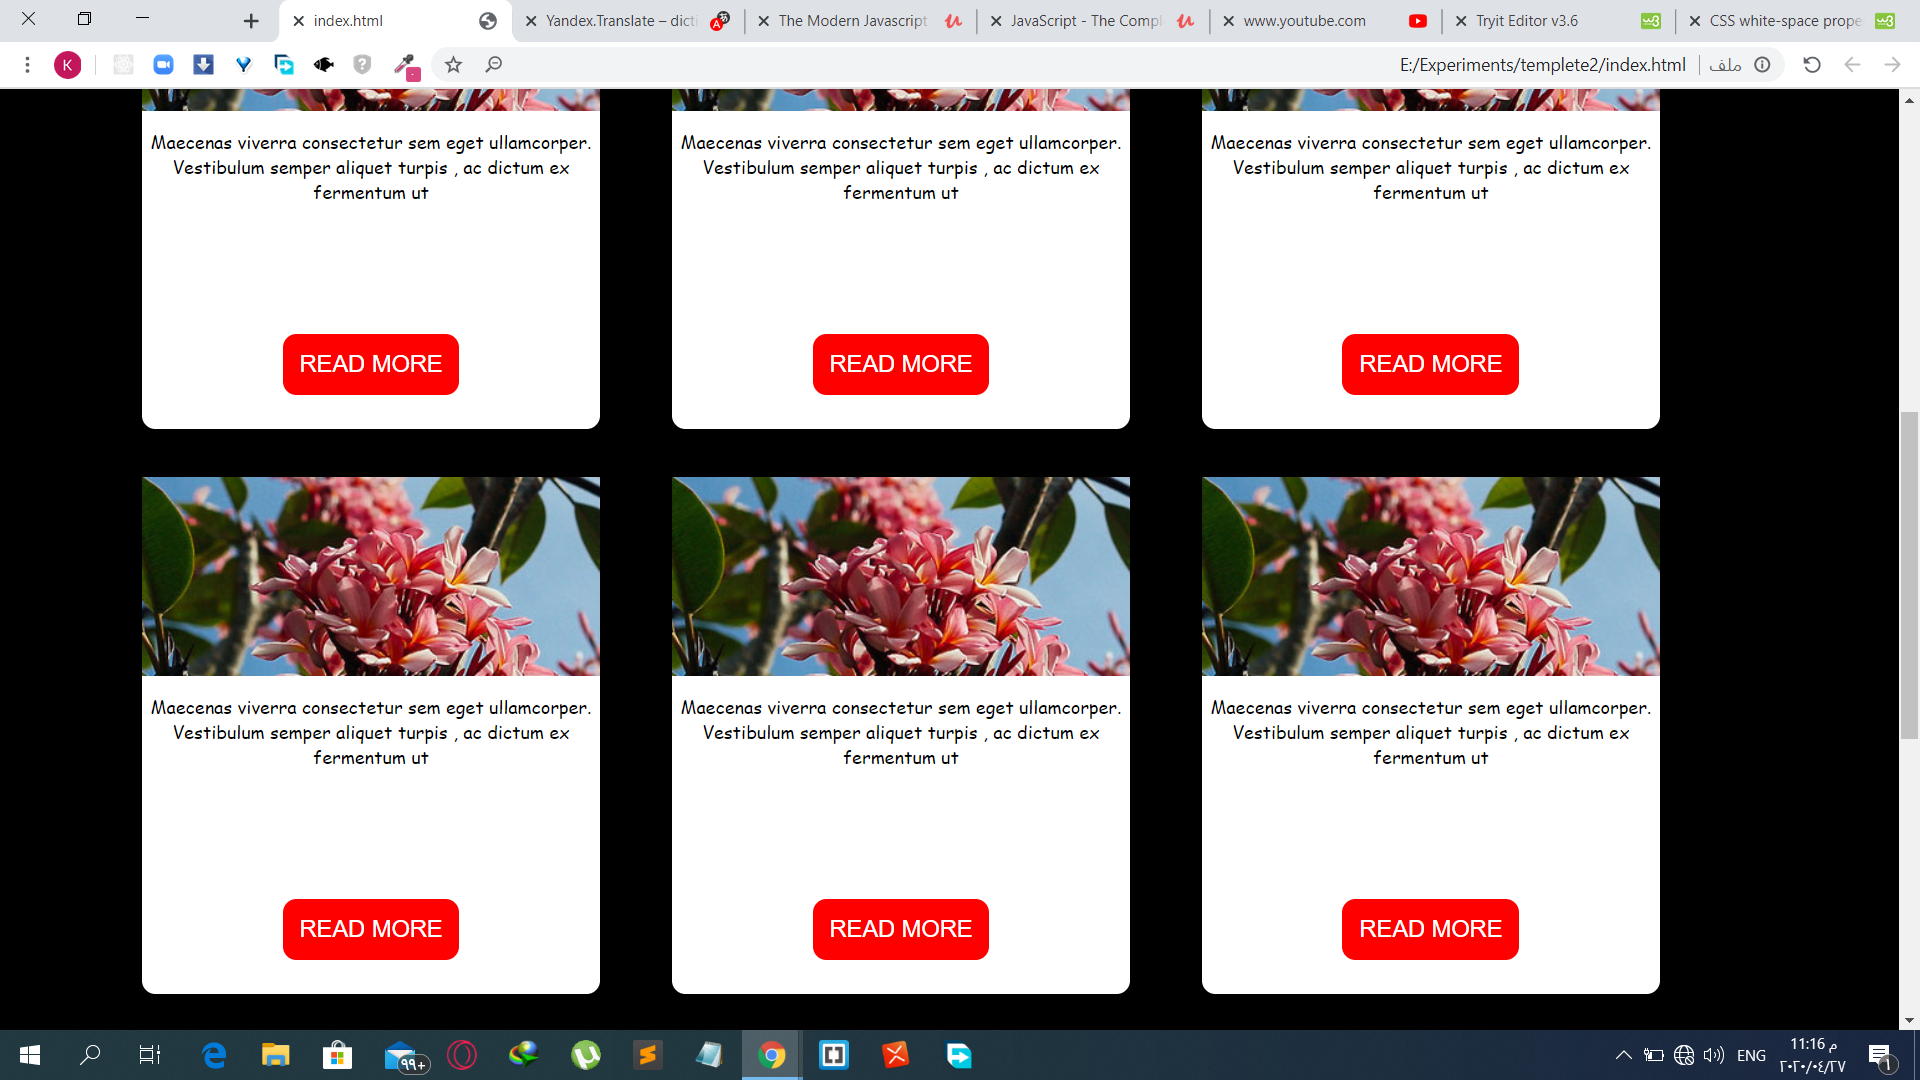 index.html
Yandex.Translate – dicti
The Modern Javascript
JavaScript - The Compl
www.youtube.com
Tryit Editor v3.6
CSS white-space prope
K
E:/Experiments/templete2/index.html
ملف
Maecenas viverra consectetur sem eget ullamcorper.
Vestibulum semper aliquet turpis , ac dictum ex
fermentum ut
READ MORE
Maecenas viverra consectetur sem eget ullamcorper.
Vestibulum semper aliquet turpis , ac dictum ex
fermentum ut
READ MORE
Maecenas viverra consectetur sem eget ullamcorper.
Vestibulum semper aliquet turpis , ac dictum ex
fermentum ut
READ MORE
Maecenas viverra consectetur sem eget ullamcorper.
Vestibulum semper aliquet turpis , ac dictum ex
fermentum ut
READ MORE
Maecenas viverra consectetur sem eget ullamcorper.
Vestibulum semper aliquet turpis , ac dictum ex
fermentum ut
READ MORE
Maecenas viverra consectetur sem eget ullamcorper.
Vestibulum semper aliquet turpis , ac dictum ex
fermentum ut
READ MORE
٩٩+
ENG
11:16 م
٢٠٢٠/٠٤/٢٧
١